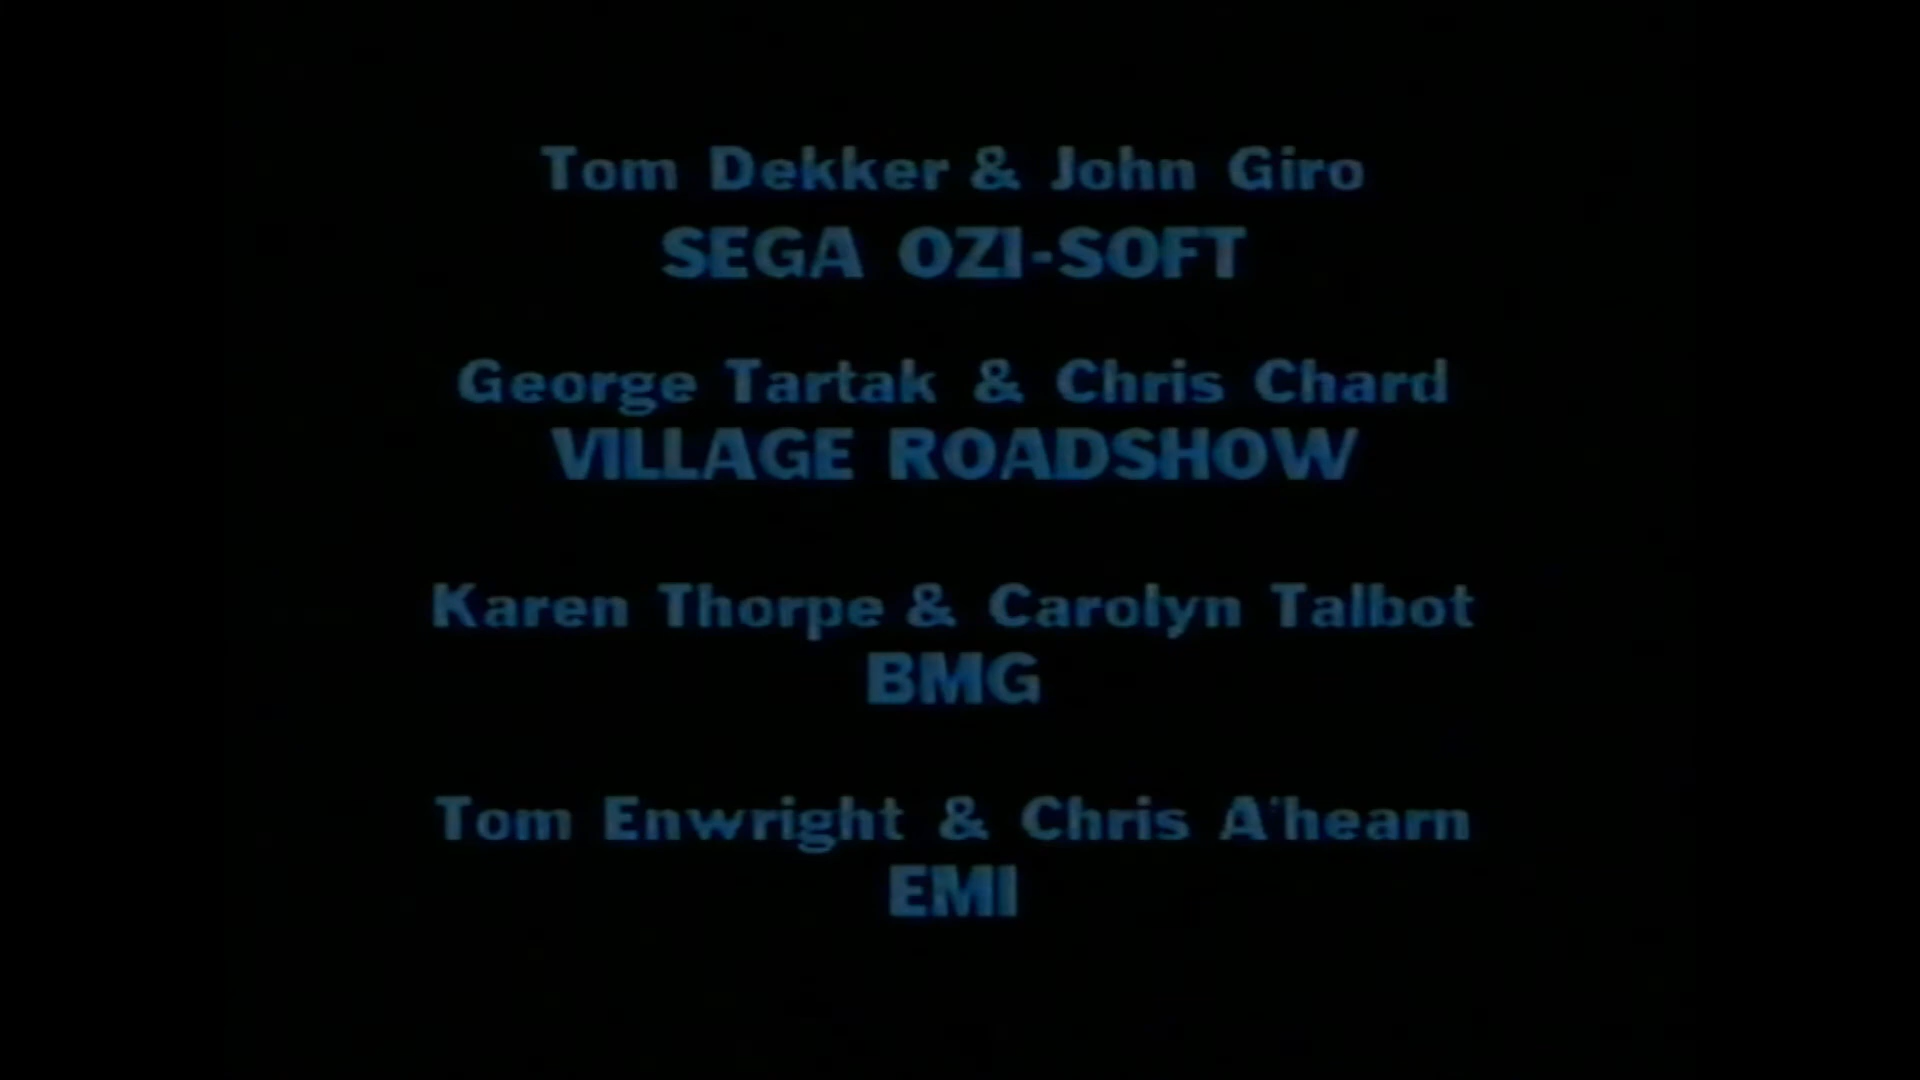 Tom Dekker & John Giro
SEGA OZI-SOFT
George Tartak & Chris Chard
VILLAGE ROADSHOW
Karen Thorpe & Carolyn Talbot
BMG
Tom Enwright & Chris A'hearn
EMI